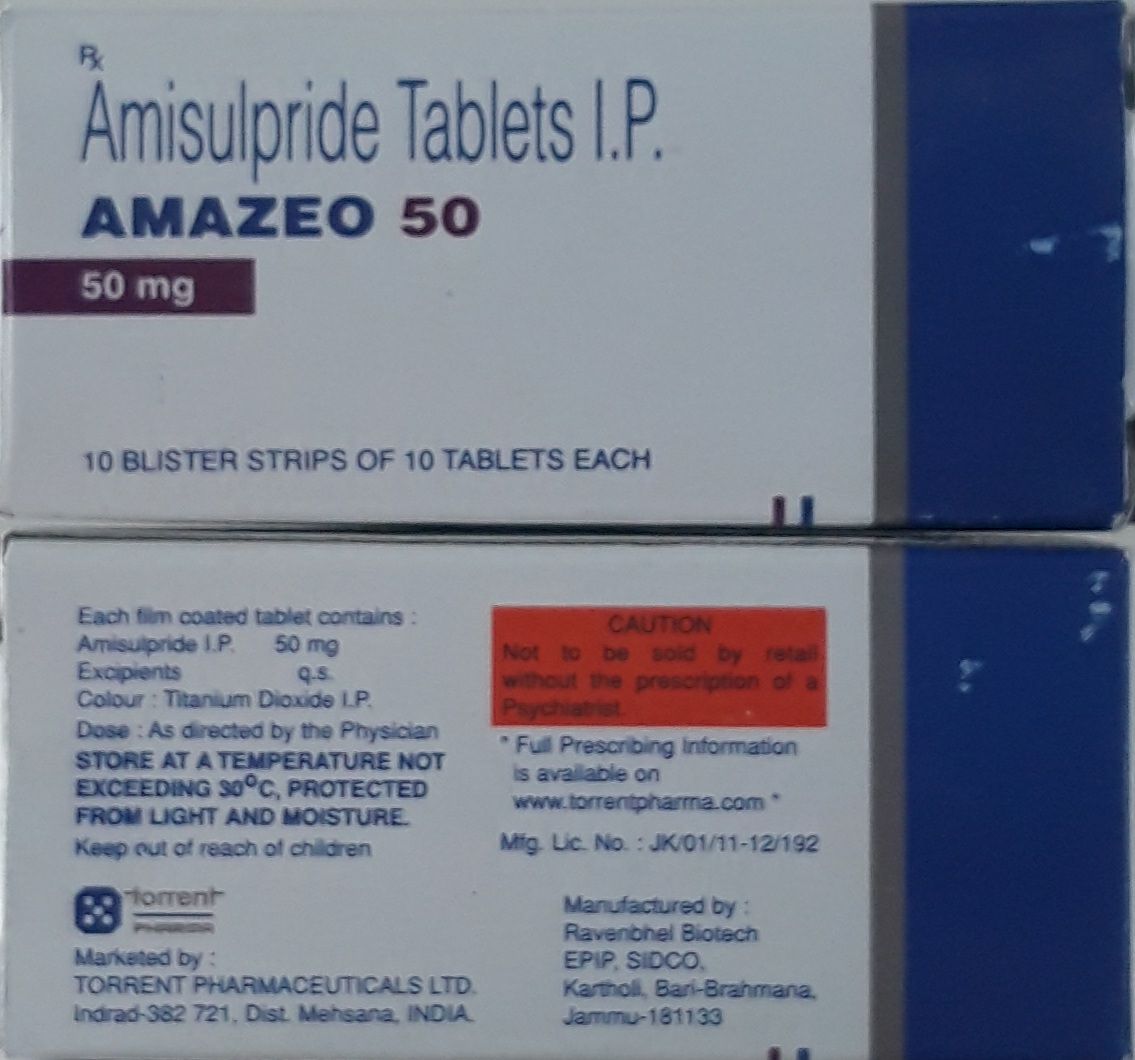 Rx
Amisulpride Tablets I.P.
AMAZEO 50
50 mg
10 BLISTER STRIPS OF 10 TABLETS EACH
Each film coated tablet contains :
Amisulpride I.P. 50 mg
Excipients q.s.
Colour : Titanium Dioxide I.P.
Dose : As directed by the Physician
STORE AT A TEMPERATURE NOT
EXCEEDING 30°C, PROTECTED
FROM LIGHT AND MOISTURE.
Keep out of reach of children
torrent
PHARMA
Marketed by :
TORRENT PHARMACEUTICALS LTD.
Indrad-382 721, Dist. Mehsana, INDIA.
CAUTION
Not to be sold by retail
without the prescription of a
Psychiatrist.
* Full Prescribing Information
is available on
www.torrentpharma.com *
Mfg. Lic. No. : JK/01/11-12/192
Manufactured by :
Ravenbhel Biotech
EPIP, SIDCO,
Kartholi, Bari-Brahmana,
Jammu-181133